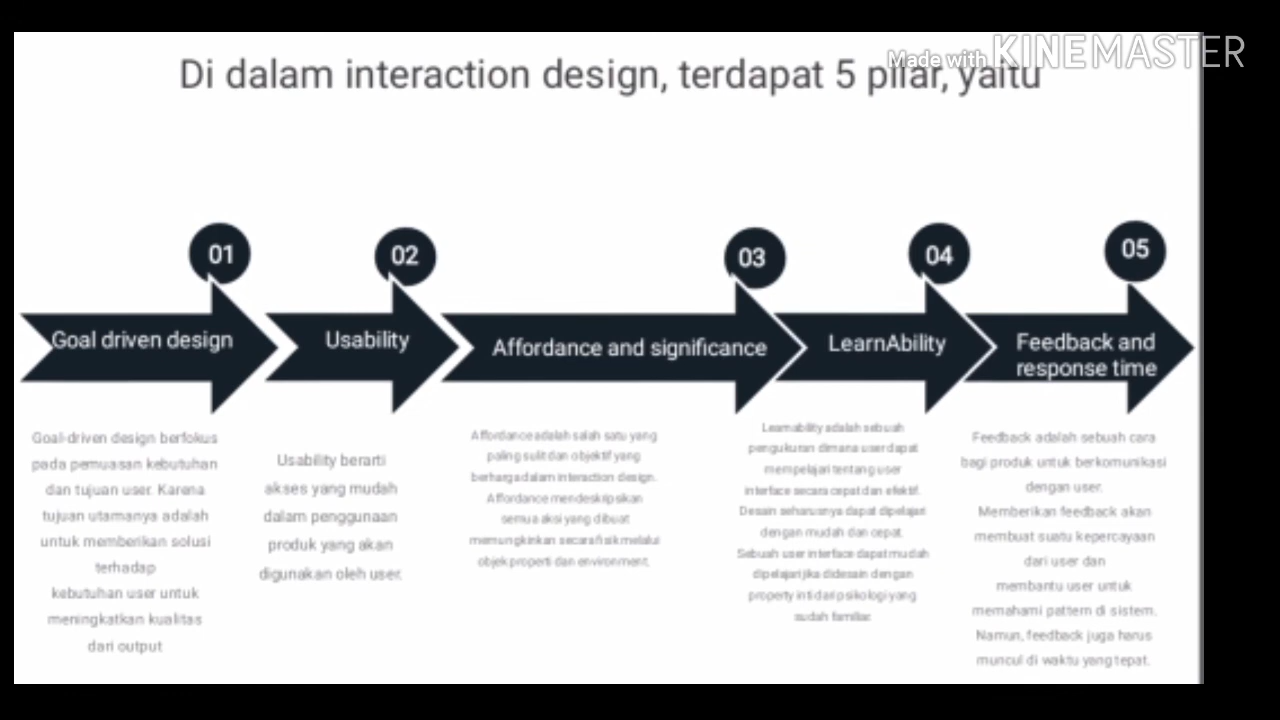 Made with KINEMASTER
Di dalam interaction design, terdapat 5 pilar, yaitu
01
02
03
04
05
Goal driven design
Usability
Affordance and significance
LearnAbility
Feedback and
response time
Goal-driven design berfokus
pada pemuasan kebutuhan
dan tujuan user. Karena
tujuan utamanya adalah
untuk memberikan solusi
terhadap
kebutuhan user untuk
meningkatkan kualitas
dari output
Usability berarti
akses yang mudah
dalam penggunaan
produk yang akan
digunakan oleh user.
Affordance adalah salah satu yang
paling sulit dan objektif yang
berharga dalam interaction design.
Affordance mendeskripsikan
semua aksi yang dibuat
memungkinkan secara fisik melalui
objek properti dan environment.
Learnability adalah sebuah
pengukuran dimana user dapat
mempelajari tentang user
interface secara cepat dan efektif.
Desain seharusnya dapat dipelajari
dengan mudah dan cepat.
Sebuah user interface dapat mudah
dipelajari jika didesain dengan
property inti dari psikologi yang
sudah familiar.
Feedback adalah sebuah cara
bagi produk untuk berkomunikasi
dengan user.
Memberikan feedback akan
membuat suatu kepercayaan
dari user dan
membantu user untuk
memahami pattern di sistem.
Namun, feedback juga harus
muncul di waktu yang tepat.